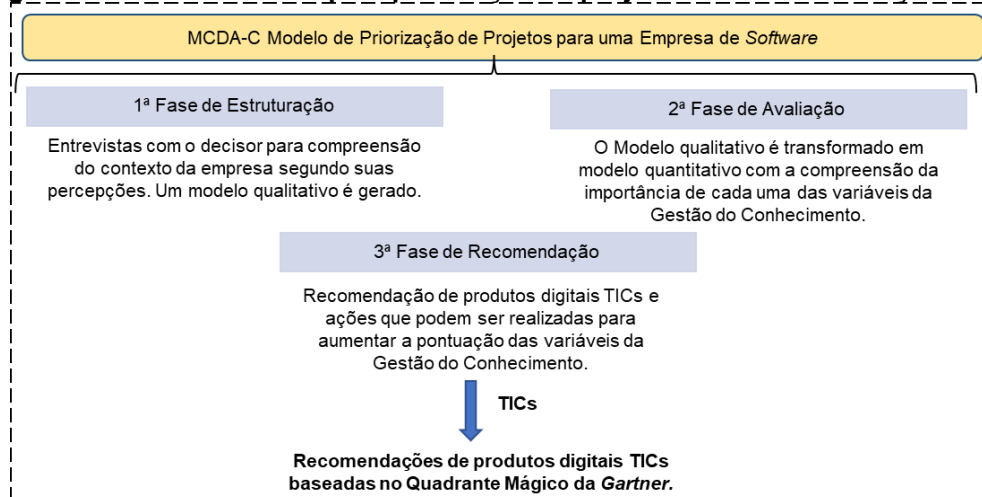 MCDA-C Modelo de Priorização de Projetos para uma Empresa de Software
1ª Fase de Estruturação
Entrevistas com o decisor para compreensão
do contexto da empresa segundo suas
percepções. Um modelo qualitativo é gerado.
2ª Fase de Avaliação
O Modelo qualitativo é transformado em
modelo quantitativo com a compreensão da
importância de cada uma das variáveis da
Gestão do Conhecimento.
3ª Fase de Recomendação
Recomendação de produtos digitais TICs e
ações que podem ser realizadas para
aumentar a pontuação das variáveis da
Gestão do Conhecimento.
TICs
Recomendações de produtos digitais TICs
baseadas no Quadrante Mágico da Gartner.